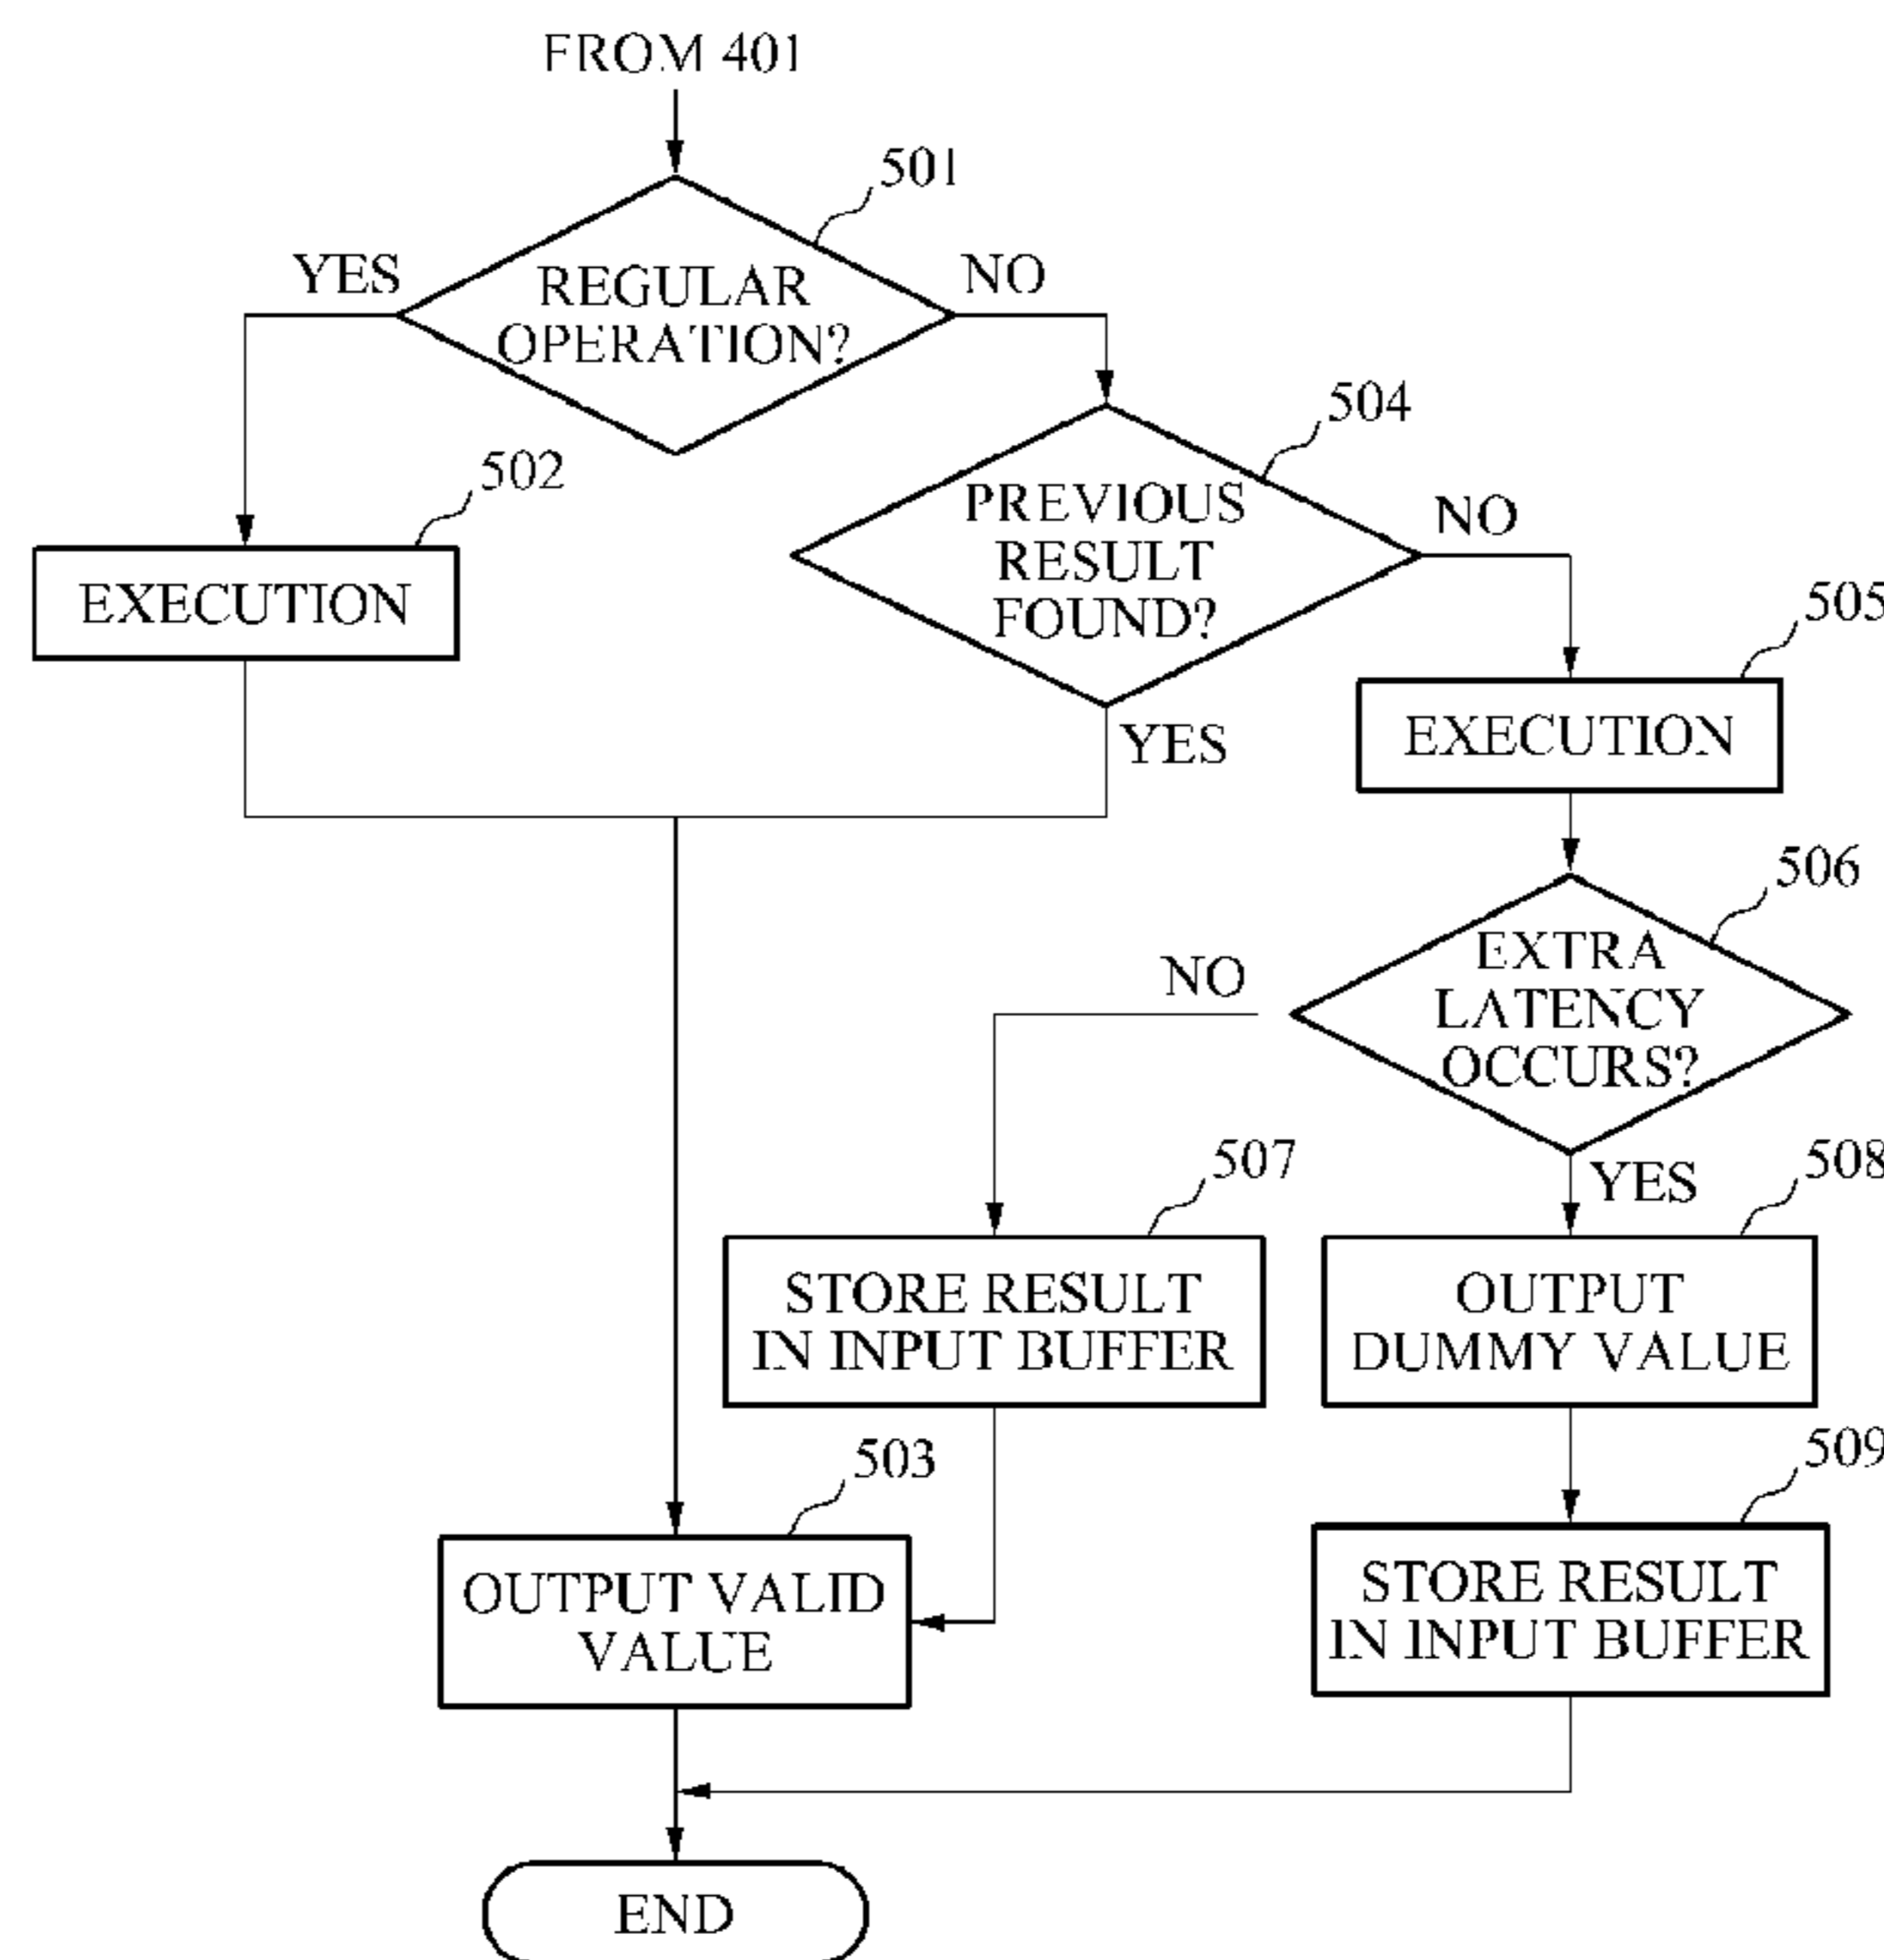 FROM 401
501
YES
NO
REGULAR
OPERATION?
504
502
PREVIOUS
RESULT
FOUND?
NO
EXECUTION
505
YES
EXECUTION
506
EXTRA
LATENCY
OCCURS?
NO
507
YES
508
STORE RESULT
IN INPUT BUFFER
OUTPUT
DUMMY VALUE
503
509
OUTPUT VALID
VALUE
STORE RESULT
IN INPUT BUFFER
END